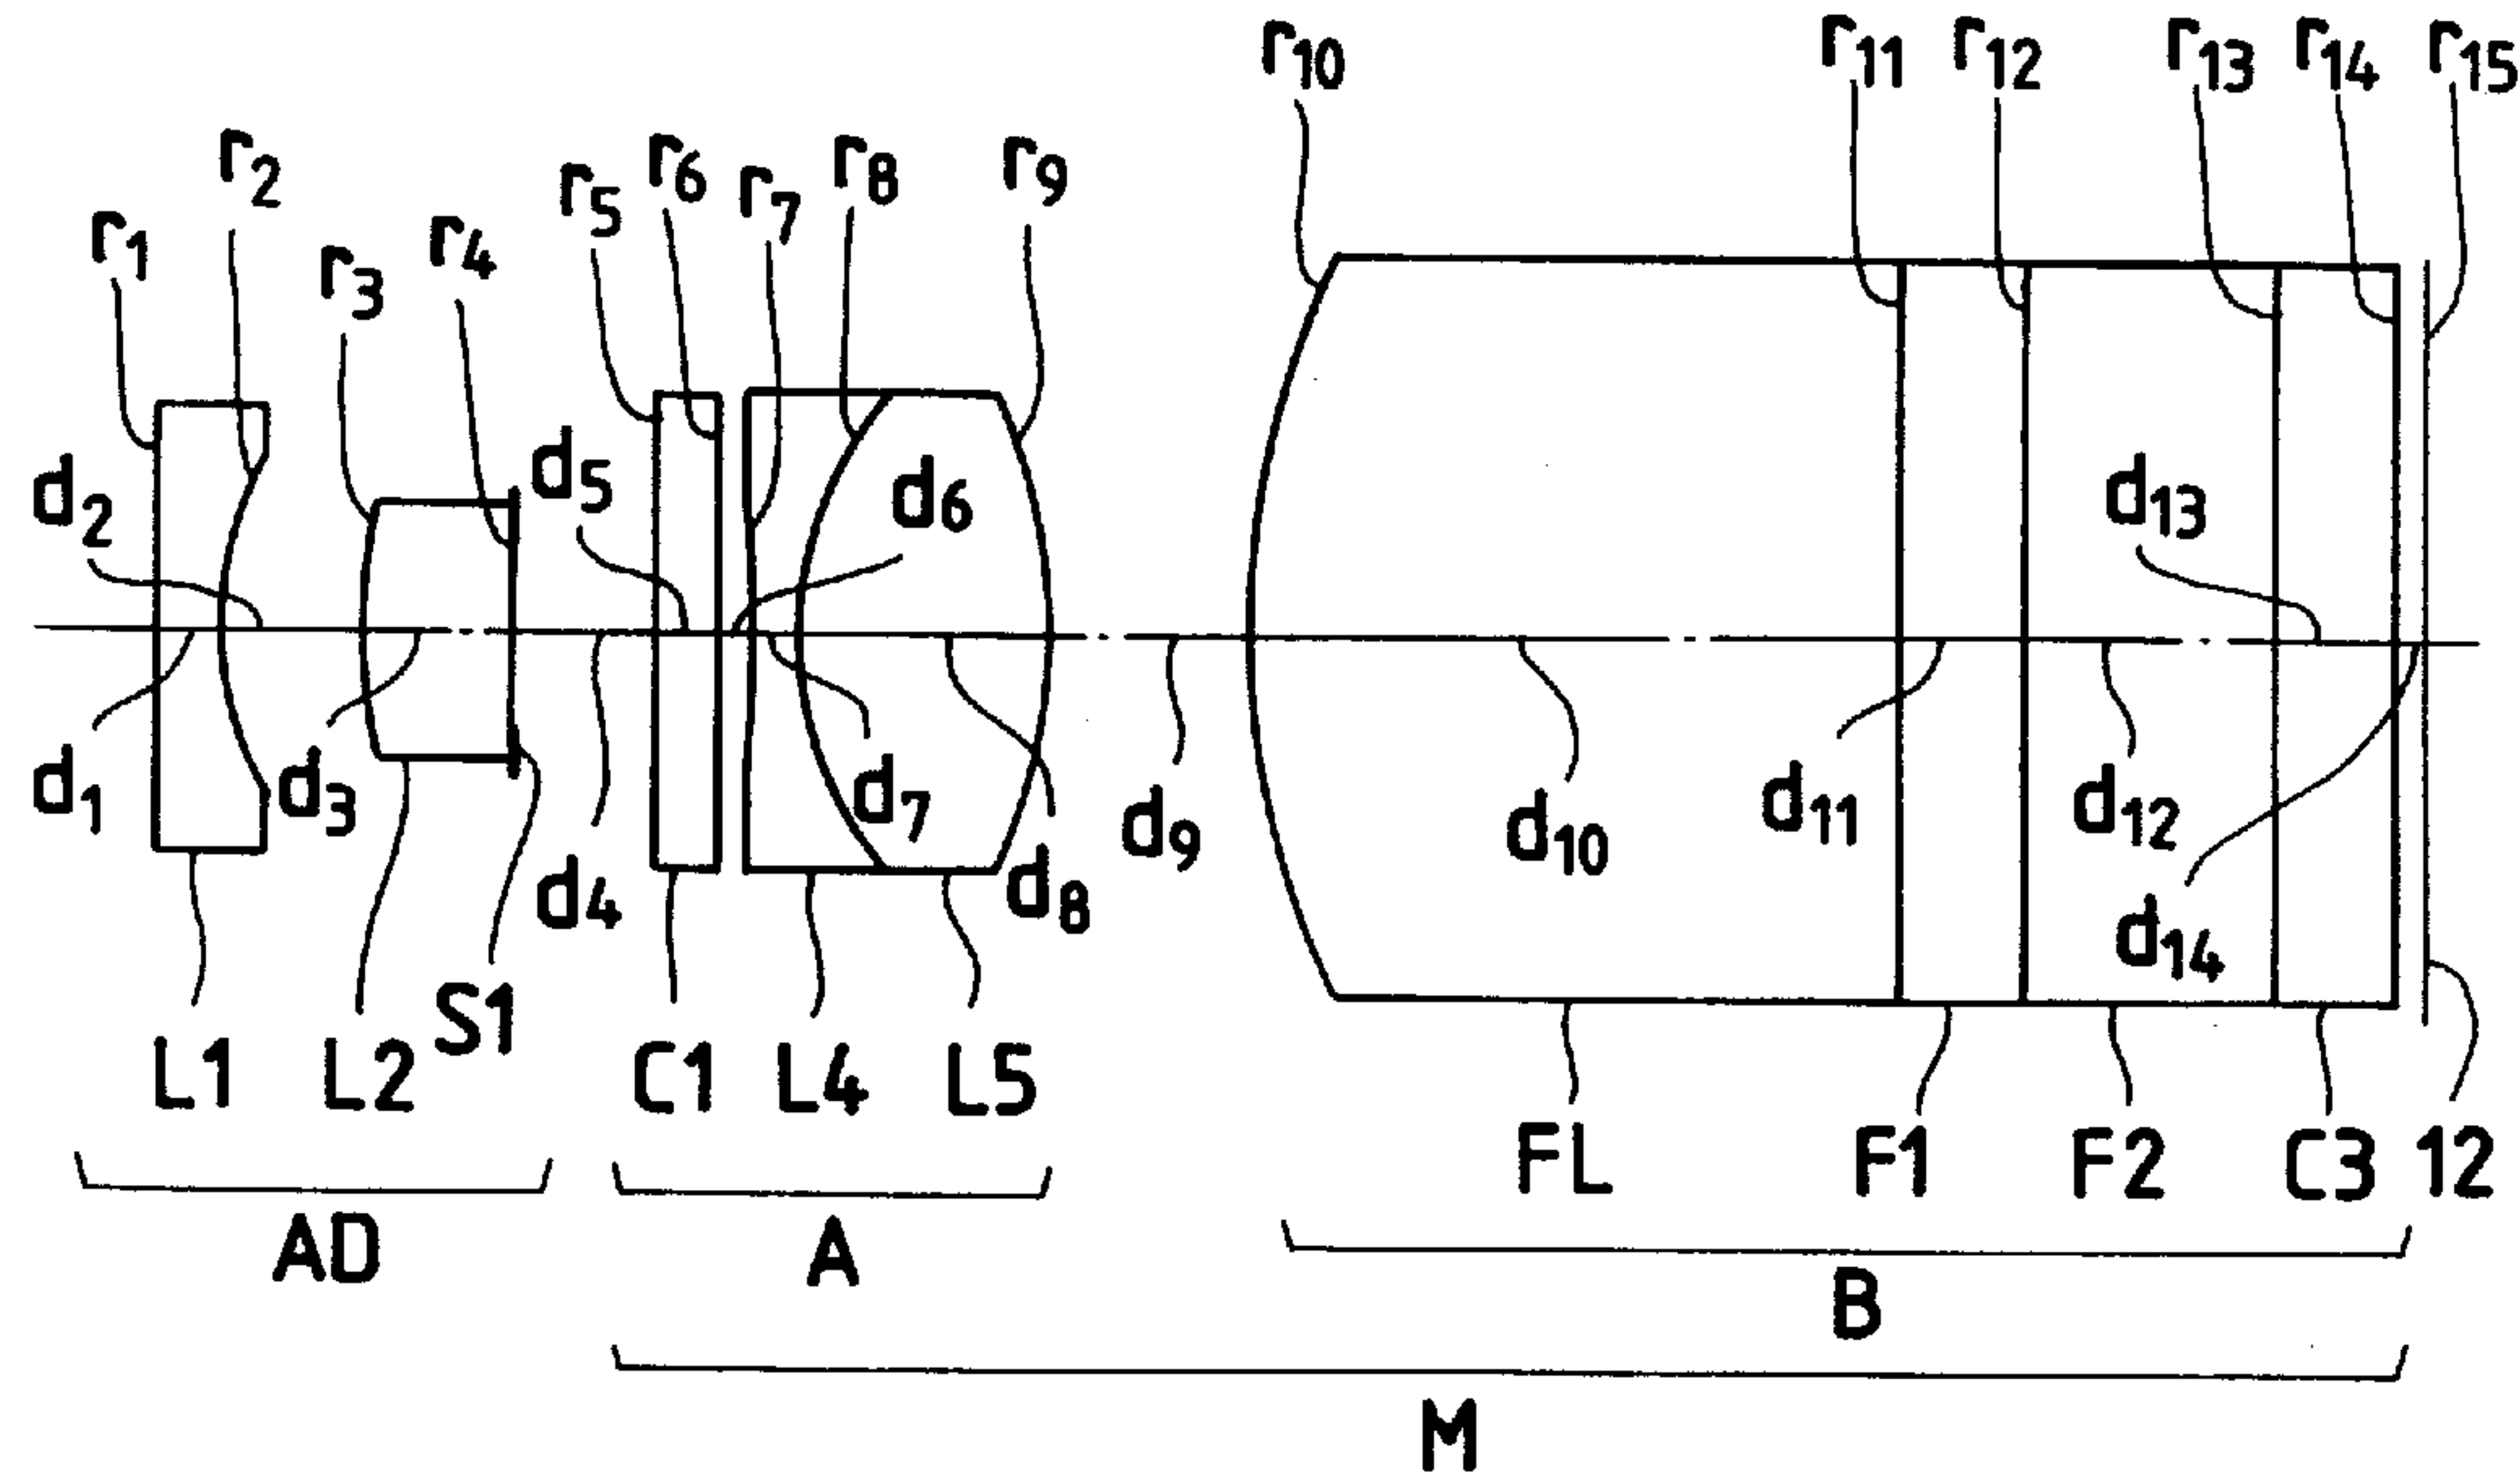 r10 r11 r12 r13 r14 r15
r1 r2 r3 r4 r5 r6 r7 r8 r9
d2 d5 d6 d13
d1 d3 d4 d7 d8 d9 d10 d11 d12 d14
L1 L2 S1 C1 L4 L5 FL F1 F2 C3 12
AD A B
M